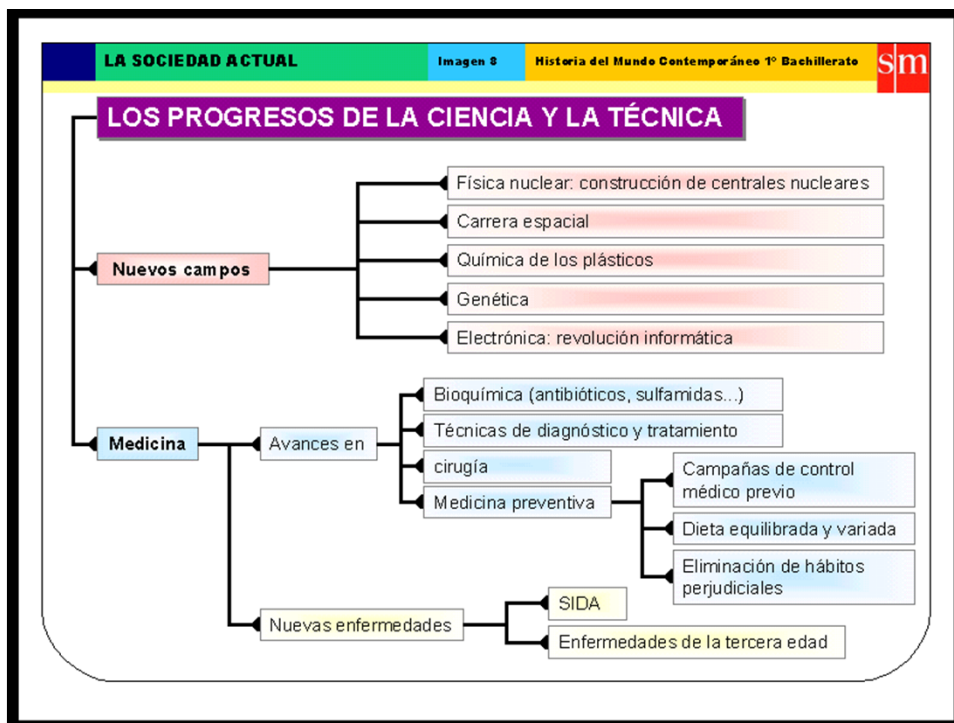 LA SOCIEDAD ACTUAL
Imagen 8
Historia del Mundo Contemporáneo 1º Bachillerato
sm
LOS PROGRESOS DE LA CIENCIA Y LA TÉCNICA
Nuevos campos
Física nuclear: construcción de centrales nucleares
Carrera espacial
Química de los plásticos
Genética
Electrónica: revolución informática
Medicina
Avances en
Bioquímica (antibióticos, sulfamidas...)
Técnicas de diagnóstico y tratamiento
cirugía
Medicina preventiva
Campañas de control
médico previo
Dieta equilibrada y variada
Eliminación de hábitos
perjudiciales
Nuevas enfermedades
SIDA
Enfermedades de la tercera edad